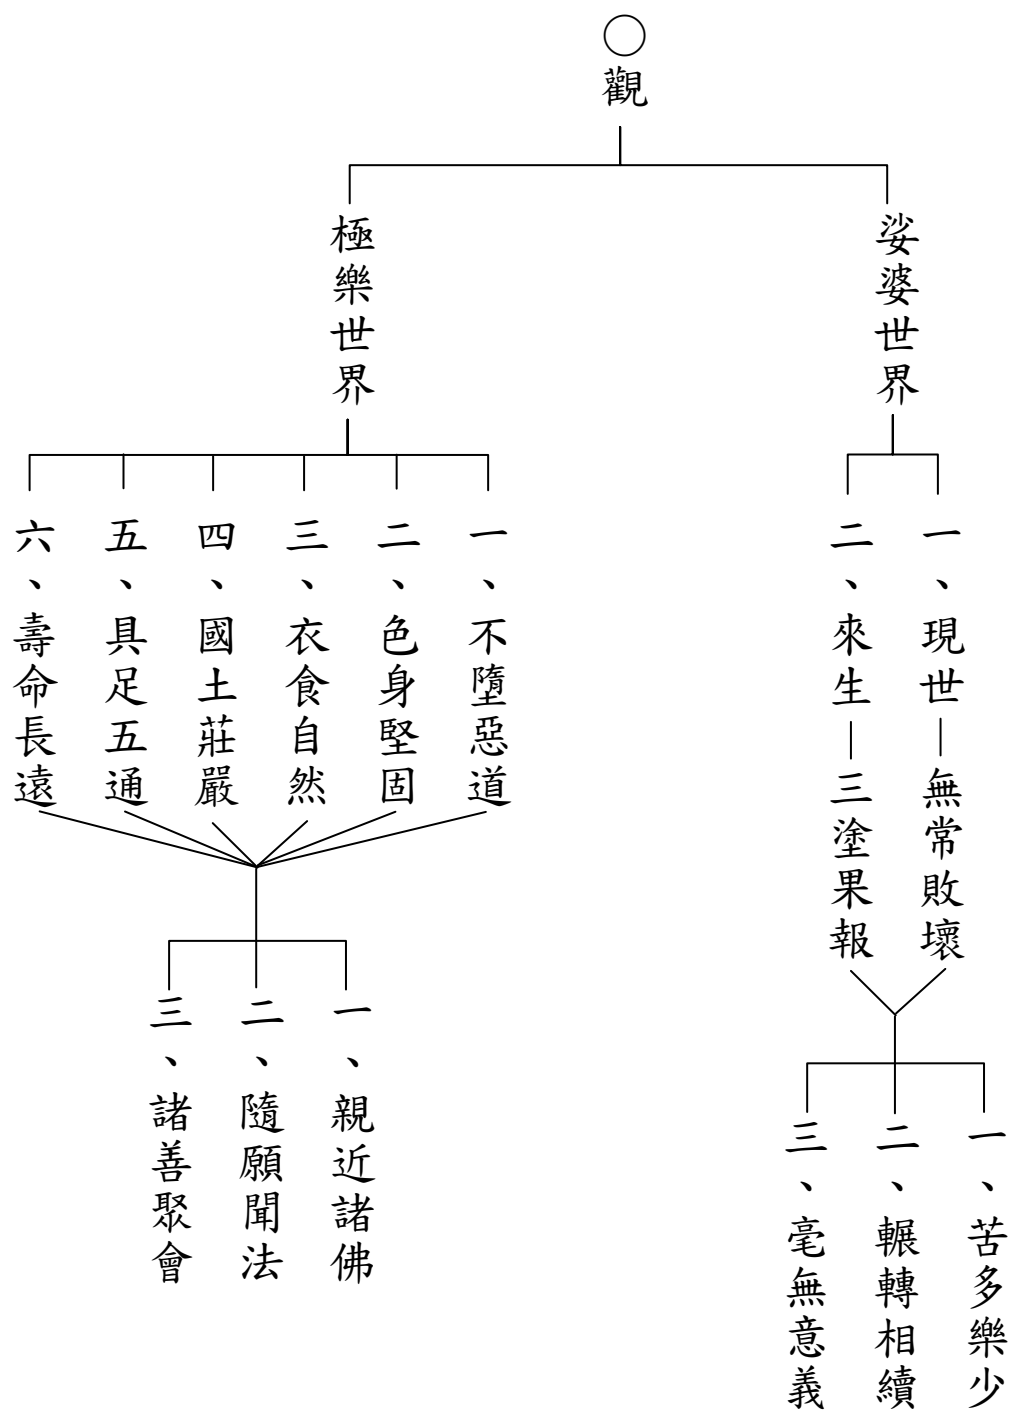 ○觀
娑婆世界
一、現世—無常敗壞
二、來生—三塗果報
一、苦多樂少
二、輾轉相續
三、毫無意義
極樂世界
一、不墮惡道
二、色身堅固
三、衣食自然
四、國土莊嚴
五、具足五通
六、壽命長遠
一、親近諸佛
二、隨願聞法
三、諸善聚會